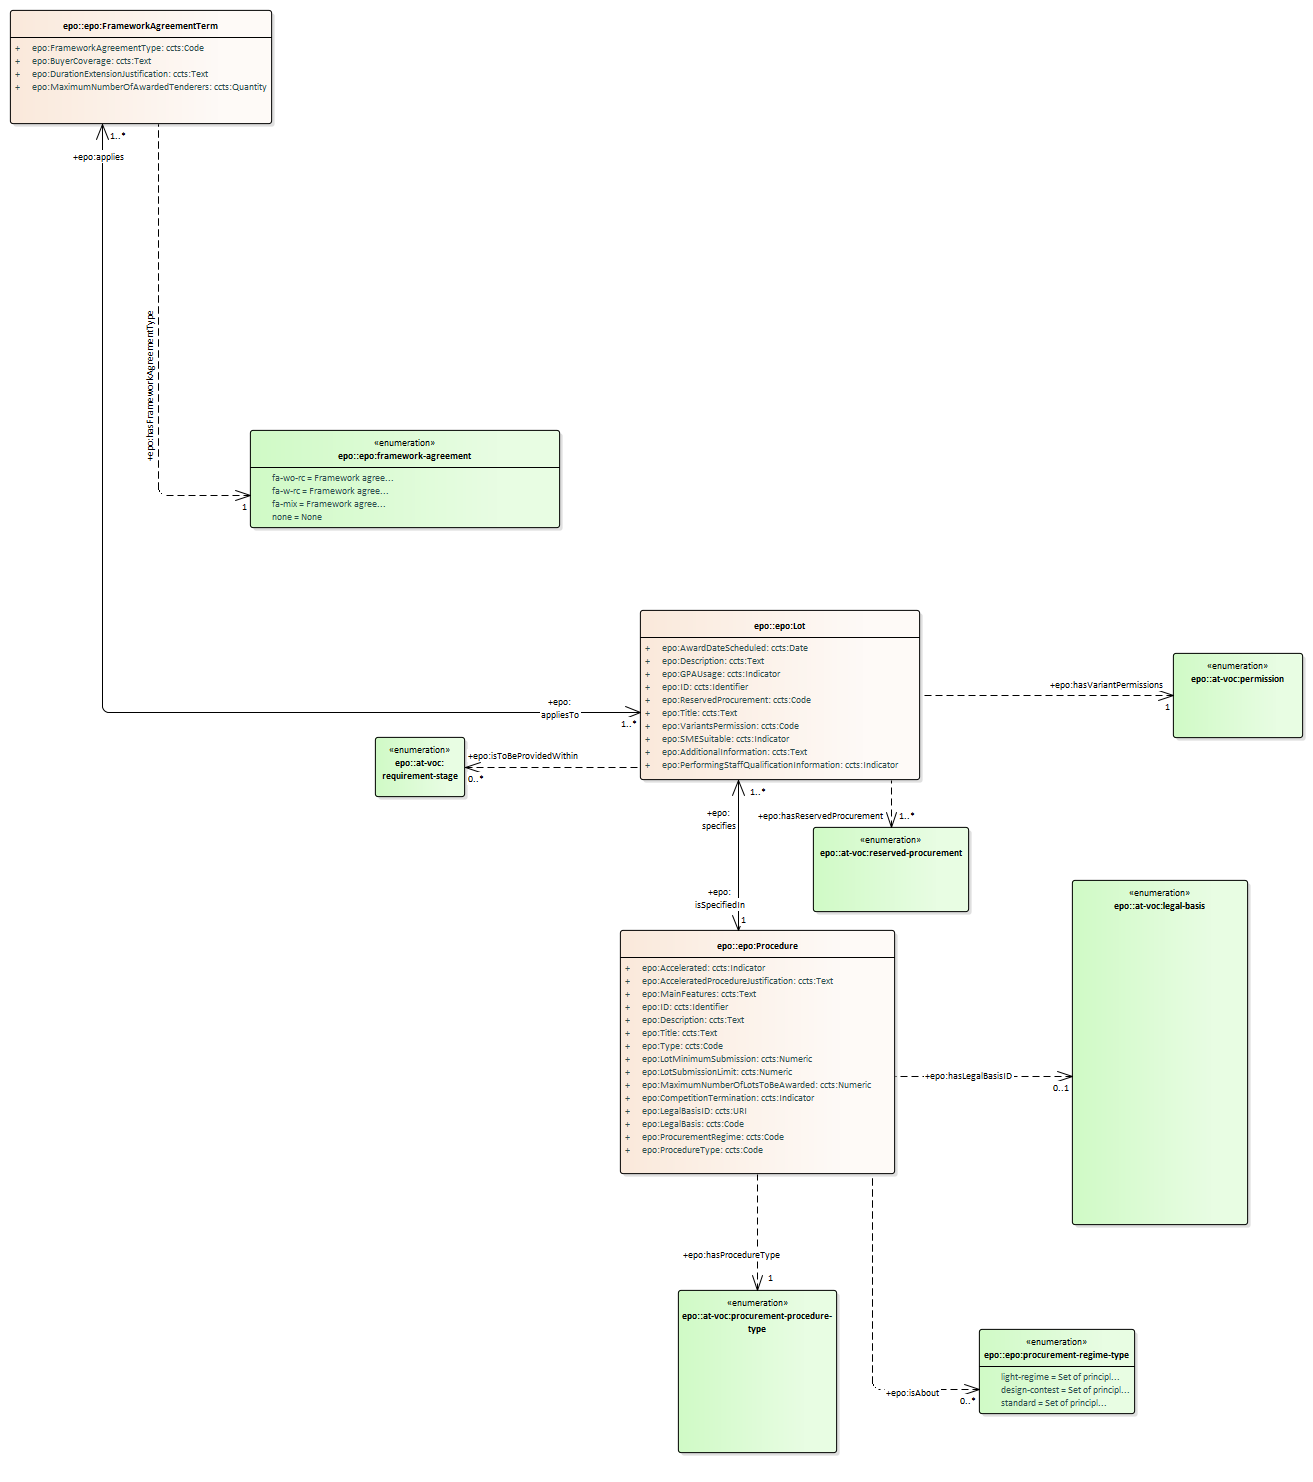 epo::epo:FrameworkAgreementTerm
+ epo:FrameworkAgreementType: ccts:Code
+ epo:BuyerCoverage: ccts:Text
+ epo:DurationExtensionJustification: ccts:Text
+ epo:MaximumNumberOfAwardedTenderers: ccts:Quantity
1..*
+epo:applies
+epo:hasFrameworkAgreementType
1
«enumeration»
epo::epo:framework-agreement
fa-wo-rc = Framework agree...
fa-w-rc = Framework agree...
fa-mix = Framework agree...
none = None
epo::epo:Lot
+ epo:AwardDateScheduled: ccts:Date
+ epo:Description: ccts:Text
+ epo:GPAUsage: ccts:Indicator
+ epo:ID: ccts:Identifier
+ epo:ReservedProcurement: ccts:Code
+ epo:Title: ccts:Text
+ epo:VariantsPermission: ccts:Code
+ epo:SMESuitable: ccts:Indicator
+ epo:AdditionalInformation: ccts:Text
+ epo:PerformingStaffQualificationInformation: ccts:Indicator
+epo:hasVariantPermissions
1
«enumeration»
epo::at-voc:permission
+epo:
appliesTo
1..*
«enumeration»
epo::at-voc:
requirement-stage
+epo:isToBeProvidedWithin
0..*
1..*
+epo:
specifies
+epo:hasReservedProcurement
1..*
«enumeration»
epo::at-voc:reserved-procurement
+epo:
isSpecifiedIn
1
«enumeration»
epo::at-voc:legal-basis
epo::epo:Procedure
+ epo:Accelerated: ccts:Indicator
+ epo:AcceleratedProcedureJustification: ccts:Text
+ epo:MainFeatures: ccts:Text
+ epo:ID: ccts:Identifier
+ epo:Description: ccts:Text
+ epo:Title: ccts:Text
+ epo:Type: ccts:Code
+ epo:LotMinimumSubmission: ccts:Numeric
+ epo:LotSubmissionLimit: ccts:Numeric
+ epo:MaximumNumberOfLotsToBeAwarded: ccts:Numeric
+ epo:CompetitionTermination: ccts:Indicator
+ epo:LegalBasisID: ccts:URI
+ epo:LegalBasis: ccts:Code
+ epo:ProcurementRegime: ccts:Code
+ epo:ProcedureType: ccts:Code
+epo:hasLegalBasisID
0..1
+epo:hasProcedureType
1
«enumeration»
epo::at-voc:procurement-procedure-
type
+epo:isAbout
0..*
«enumeration»
epo::epo:procurement-regime-type
light-regime = Set of principl...
design-contest = Set of principl...
standard = Set of principl...